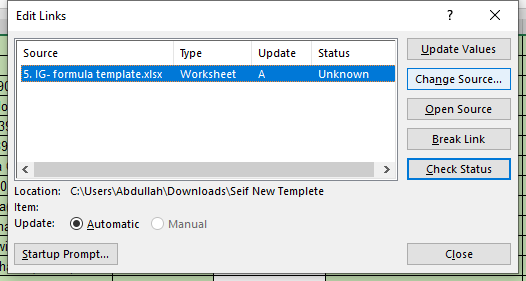 Edit Links
Source Type Update Status
5. IG- formula template.xlsx Worksheet A Unknown
Update Values
Change Source...
Open Source
Break Link
Check Status
Location: C:\Users\Abdullah\Downloads\Seif New Templete
Item:
Update: Automatic Manual
Startup Prompt... Close